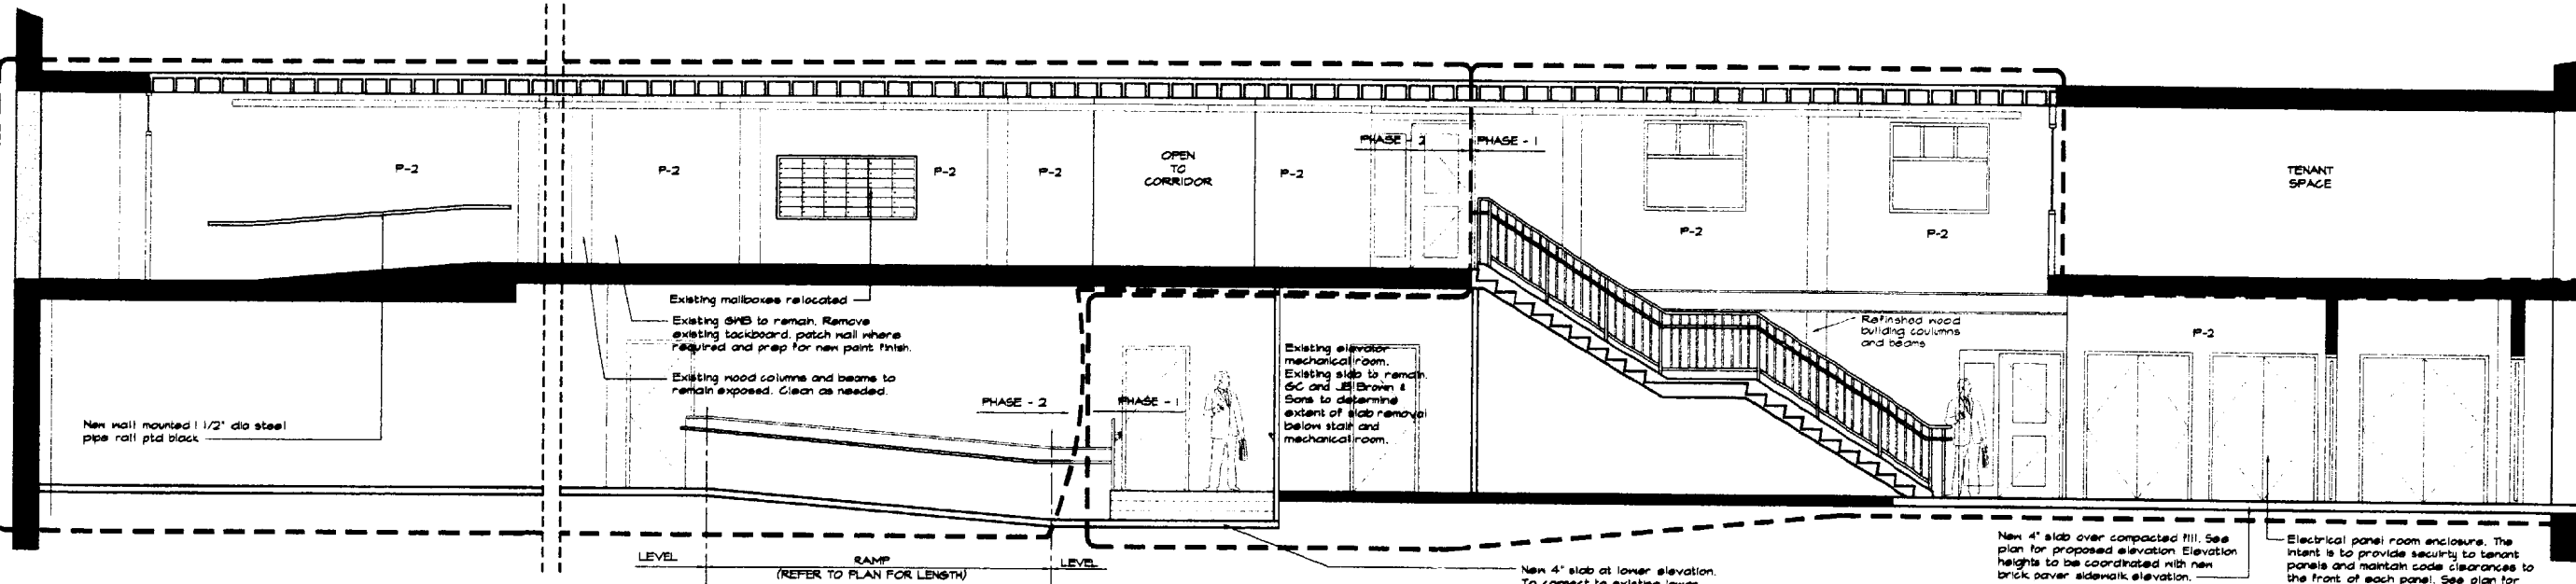 P-2
P-2
P-2
P-2
OPEN
TO
CORRIDOR
P-2
PHASE - 2
PHASE - 1
P-2
P-2
TENANT
SPACE
Existing mailboxes relocated
Existing GWB to remain. Remove
existing tackboard, patch wall where
required and prep for new paint finish.
Existing wood columns and beams to
remain exposed. Clean as needed.
New wall mounted 1 1/2" dia steel
pipe rail ptd black
PHASE - 2
PHASE - 1
Existing elevator
mechanical room.
Existing slab to remain.
GC and JB Brown &
Sons to determine
extent of slab removal
below stair and
mechanical room.
Refinshed wood
building coulumns
and beams
P-2
LEVEL
RAMP
(REFER TO PLAN FOR LENGTH)
LEVEL
New 4" slab at lower elevation.
To connect to existing lower
New 4" slab over compacted fill. See
plan for proposed elevation. Elevation
heights to be coordinated with new
brick paver sidewalk elevation.
Electrical panel room enclosure. The
intent is to provide secuirty to tenant
panels and maintain code clearances to
the front of each panel. See plan for